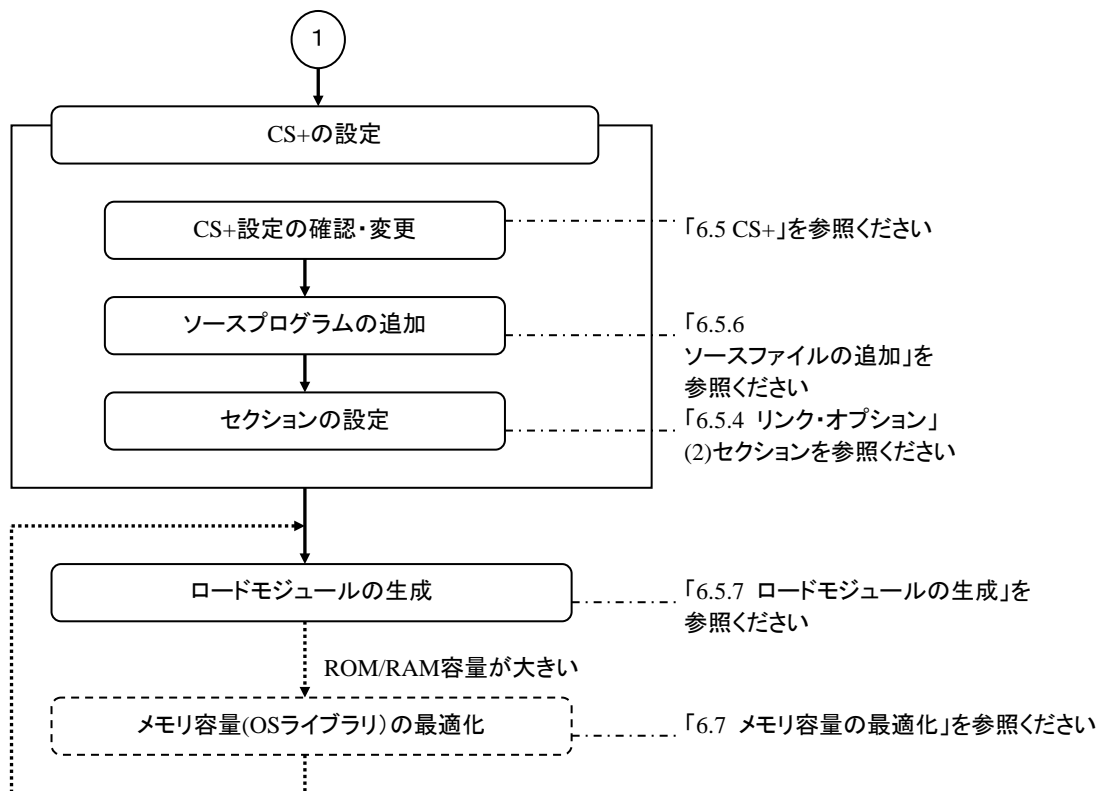 1
CS+の設定
CS+設定の確認・変更
「6.5 CS+」を参照ください
ソースプログラムの追加
「6.5.6
ソースファイルの追加」を
参照ください
セクションの設定
「6.5.4 リンク・オプション」
(2)セクションを参照ください
ロードモジュールの生成
「6.5.7 ロードモジュールの生成」を
参照ください
ROM/RAM容量が大きい
メモリ容量(OSライブラリ)の最適化
「6.7 メモリ容量の最適化」を参照ください